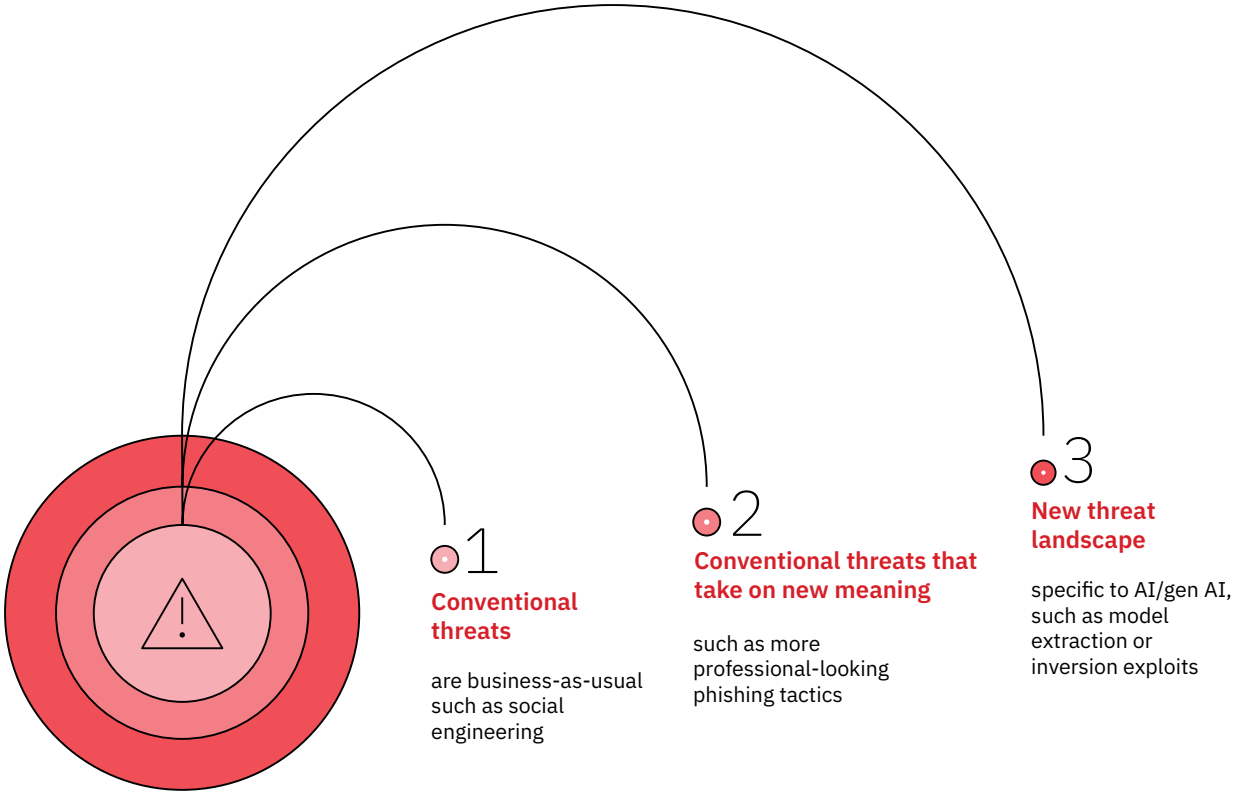 1
Conventional
threats
are business-as-usual
such as social
engineering
2
Conventional threats that
take on new meaning
such as more
professional-looking
phishing tactics
3
New threat
landscape
specific to AI/gen AI,
such as model
extraction or
inversion exploits